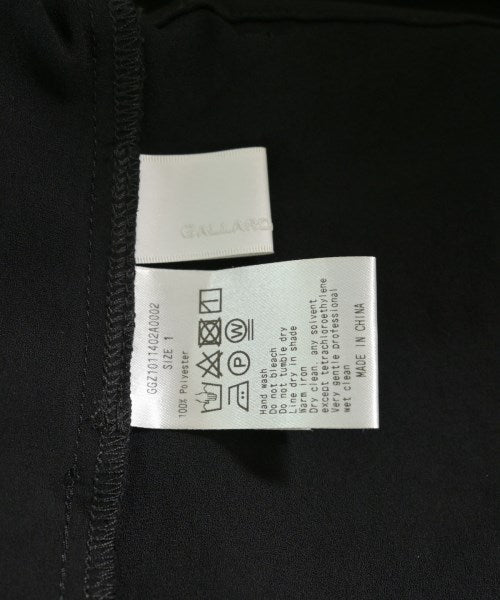 GALLARD
GGZ1011402A0002
SIZE 1
100% Polyester
P
W
Hand wash
Do not bleach
Do not tumble dry
Line dry in shade
Warm iron
Dry clean, any solvent
except tetrachloroethylene
Very gentle professional
wet clean
MADE IN CHINA